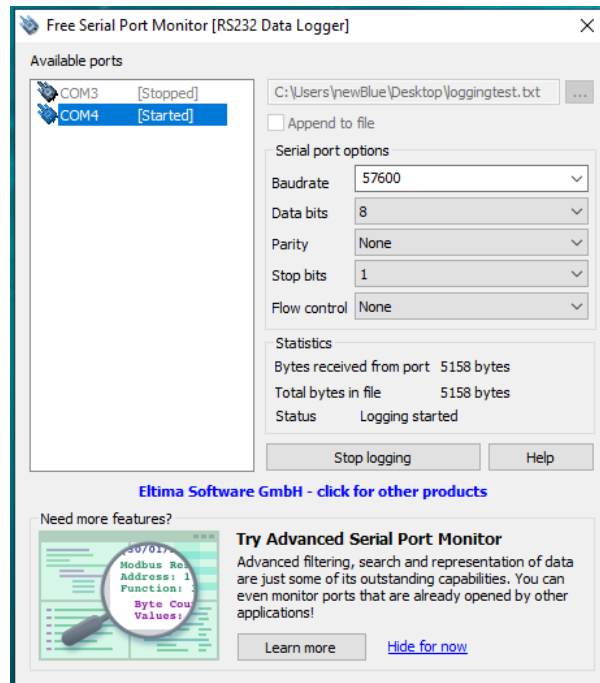 Free Serial Port Monitor [RS232 Data Logger]
Available ports
COM3 [Stopped]
COM4 [Started]
C:\Users\newBlue\Desktop\loggingtest.txt
...
Append to file
Serial port options
Baudrate 57600
Data bits 8
Parity None
Stop bits 1
Flow control None
Statistics
Bytes received from port 5158 bytes
Total bytes in file 5158 bytes
Status Logging started
Stop logging Help
Eltima Software GmbH - click for other products
Need more features?
Modbus Res
Address: 1
Function:
Byte Cou
Values:
Try Advanced Serial Port Monitor
Advanced filtering, search and representation of data
are just some of its outstanding capabilities. You can
even monitor ports that are already opened by other
applications!
Learn more Hide for now